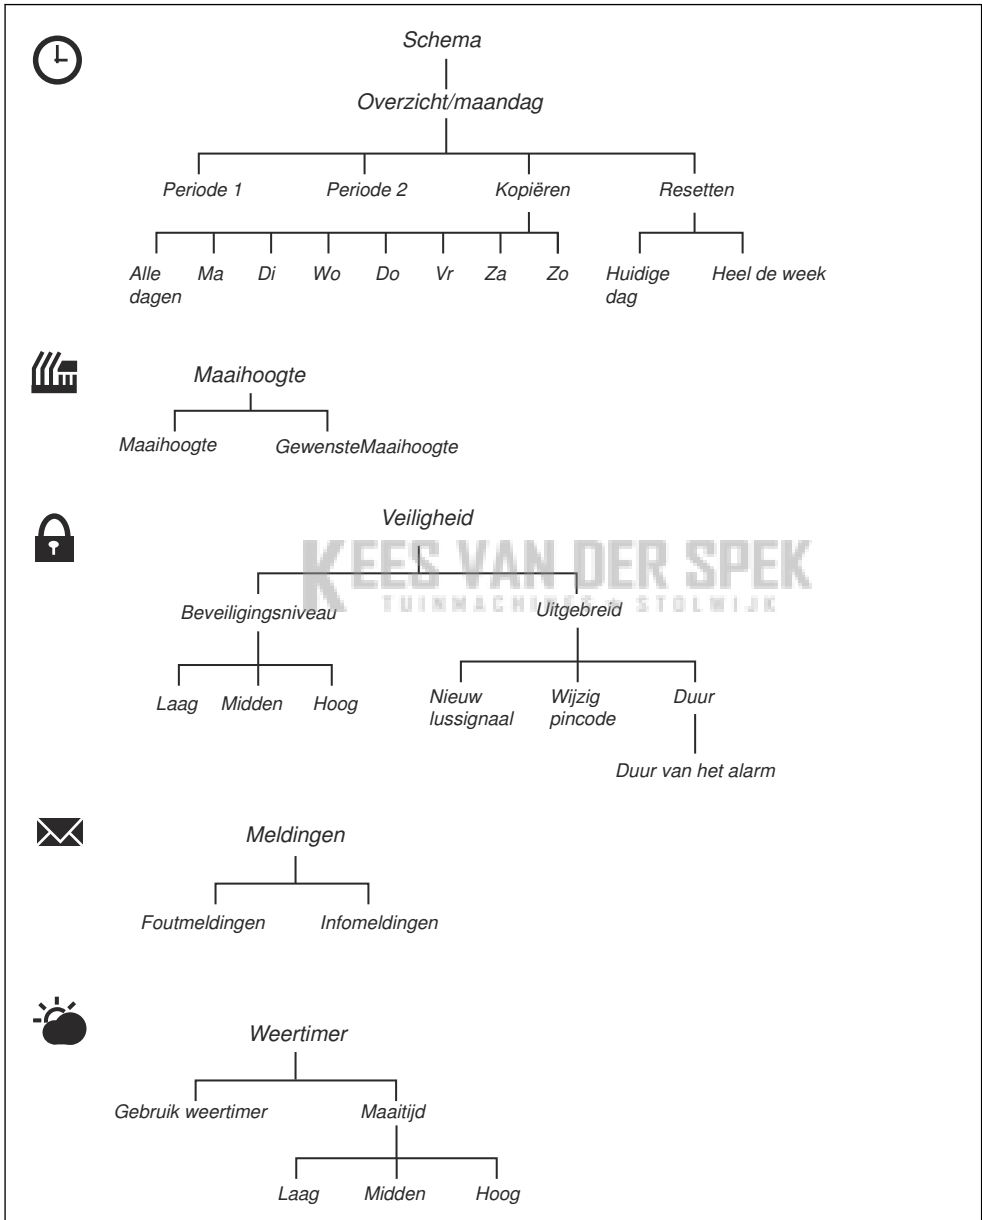 Schema
Overzicht/maandag
Periode 1 Periode 2 Kopiëren Resetten
Alle dagen Ma Di Wo Do Vr Za Zo Huidige dag Heel de week
Maaihoogte
Maaihoogte GewensteMaaihoogte
Veiligheid
KEES VAN DER SPEK
TUINMACHINES STOLWIJK
Beveiligingsniveau Uitgebreid
Laag Midden Hoog Nieuw lussignaal Wijzig pincode Duur
Duur van het alarm
Meldingen
Foutmeldingen Infomeldingen
Weertimer
Gebruik weertimer Maaitijd
Laag Midden Hoog